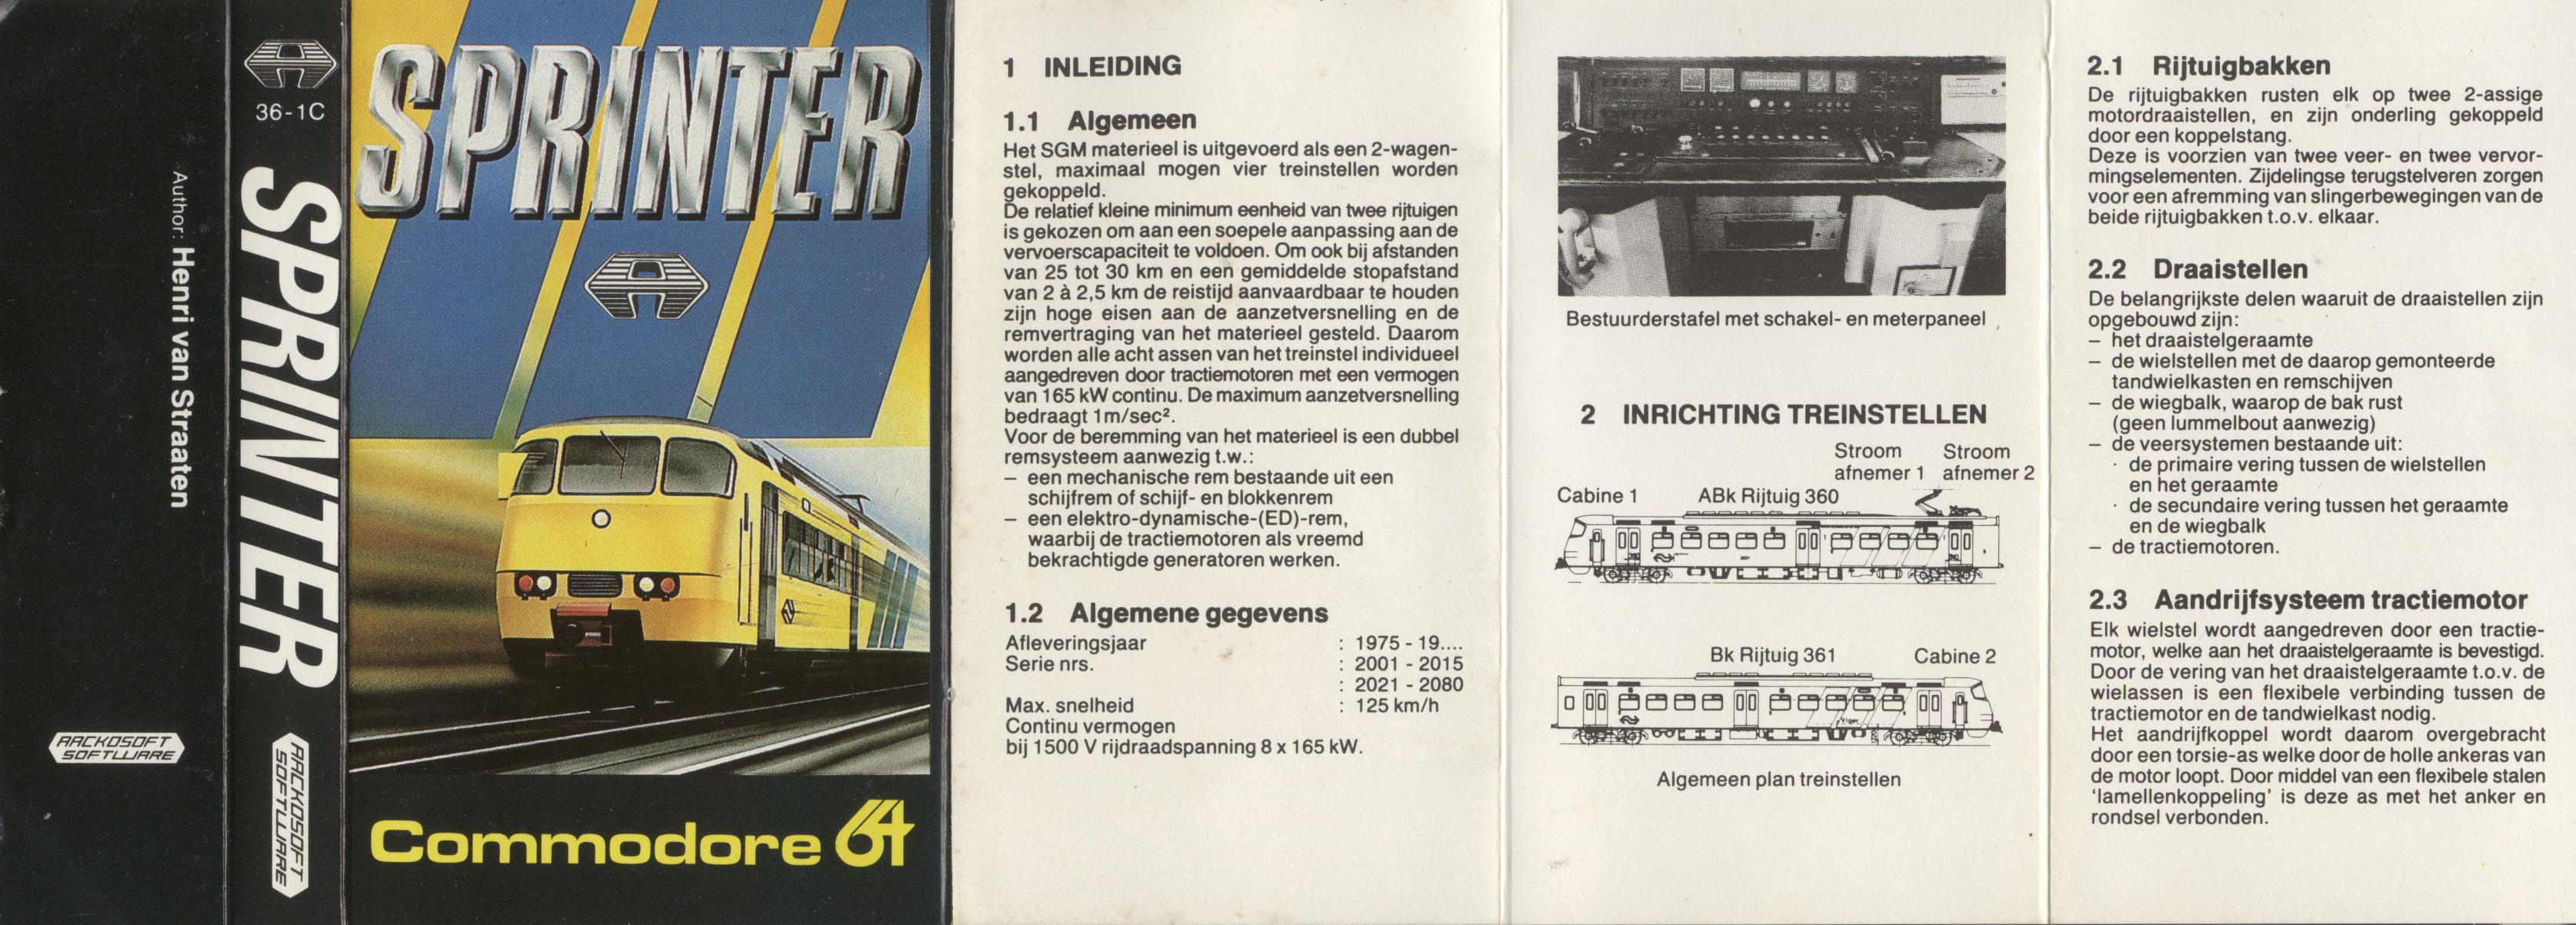 36-1C
Author: Henri van Straaten
SPRINTER
AACKOSOFT
SOFTWARE
AACKOSOFT
SOFTWARE
SPRINTER
Commodore 64
1 INLEIDING
1.1 Algemeen
Het SGM materieel is uitgevoerd als een 2-wagen-
stel, maximaal mogen vier treinstellen worden
gekoppeld.
De relatief kleine minimum eenheid van twee rijtuigen
is gekozen om aan een soepele aanpassing aan de
vervoerscapaciteit te voldoen. Om ook bij afstanden
van 25 tot 30 km en een gemiddelde stopafstand
van 2 à 2,5 km de reistijd aanvaardbaar te houden
zijn hoge eisen aan de aanzetversnelling en de
remvertraging van het materieel gesteld. Daarom
worden alle acht assen van het treinstel individueel
aangedreven door tractiemotoren met een vermogen
van 165 kW continu. De maximum aanzetversnelling
bedraagt 1m/sec².
Voor de beremming van het materieel is een dubbel
remsysteem aanwezig t.w.:
– een mechanische rem bestaande uit een
schijfrem of schijf- en blokkenrem
– een elektro-dynamische-(ED)-rem,
waarbij de tractiemotoren als vreemd
bekrachtigde generatoren werken.
1.2 Algemene gegevens
Afleveringsjaar : 1975 - 19....
Serie nrs. : 2001 - 2015
: 2021 - 2080
Max. snelheid : 125 km/h
Continu vermogen
bij 1500 V rijdraadspanning 8 x 165 kW.
Bestuurderstafel met schakel- en meterpaneel
2 INRICHTING TREINSTELLEN
Stroom Stroom
afnemer 1 afnemer 2
Cabine 1 ABk Rijtuig 360
Bk Rijtuig 361 Cabine 2
Algemeen plan treinstellen
2.1 Rijtuigbakken
De rijtuigbakken rusten elk op twee 2-assige
motordraaistellen, en zijn onderling gekoppeld
door een koppelstang.
Deze is voorzien van twee veer- en twee vervor-
mingselementen. Zijdelingse terugstelveren zorgen
voor een afremming van slingerbewegingen van de
beide rijtuigbakken t.o.v. elkaar.
2.2 Draaistellen
De belangrijkste delen waaruit de draaistellen zijn
opgebouwd zijn:
– het draaistelgeraamte
– de wielstellen met de daarop gemonteerde
tandwielkasten en remschijven
– de wiegbalk, waarop de bak rust
(geen lummelbout aanwezig)
– de veersystemen bestaande uit:
· de primaire vering tussen de wielstellen
en het geraamte
· de secundaire vering tussen het geraamte
en de wiegbalk
– de tractiemotoren.
2.3 Aandrijfsysteem tractiemotor
Elk wielstel wordt aangedreven door een tractie-
motor, welke aan het draaistelgeraamte is bevestigd.
Door de vering van het draaistelgeraamte t.o.v. de
wielassen is een flexibele verbinding tussen de
tractiemotor en de tandwielkast nodig.
Het aandrijfkoppel wordt daarom overgebracht
door een torsie-as welke door de holle ankeras van
de motor loopt. Door middel van een flexibele stalen
‘lamellenkoppeling’ is deze as met het anker en
rondsel verbonden.